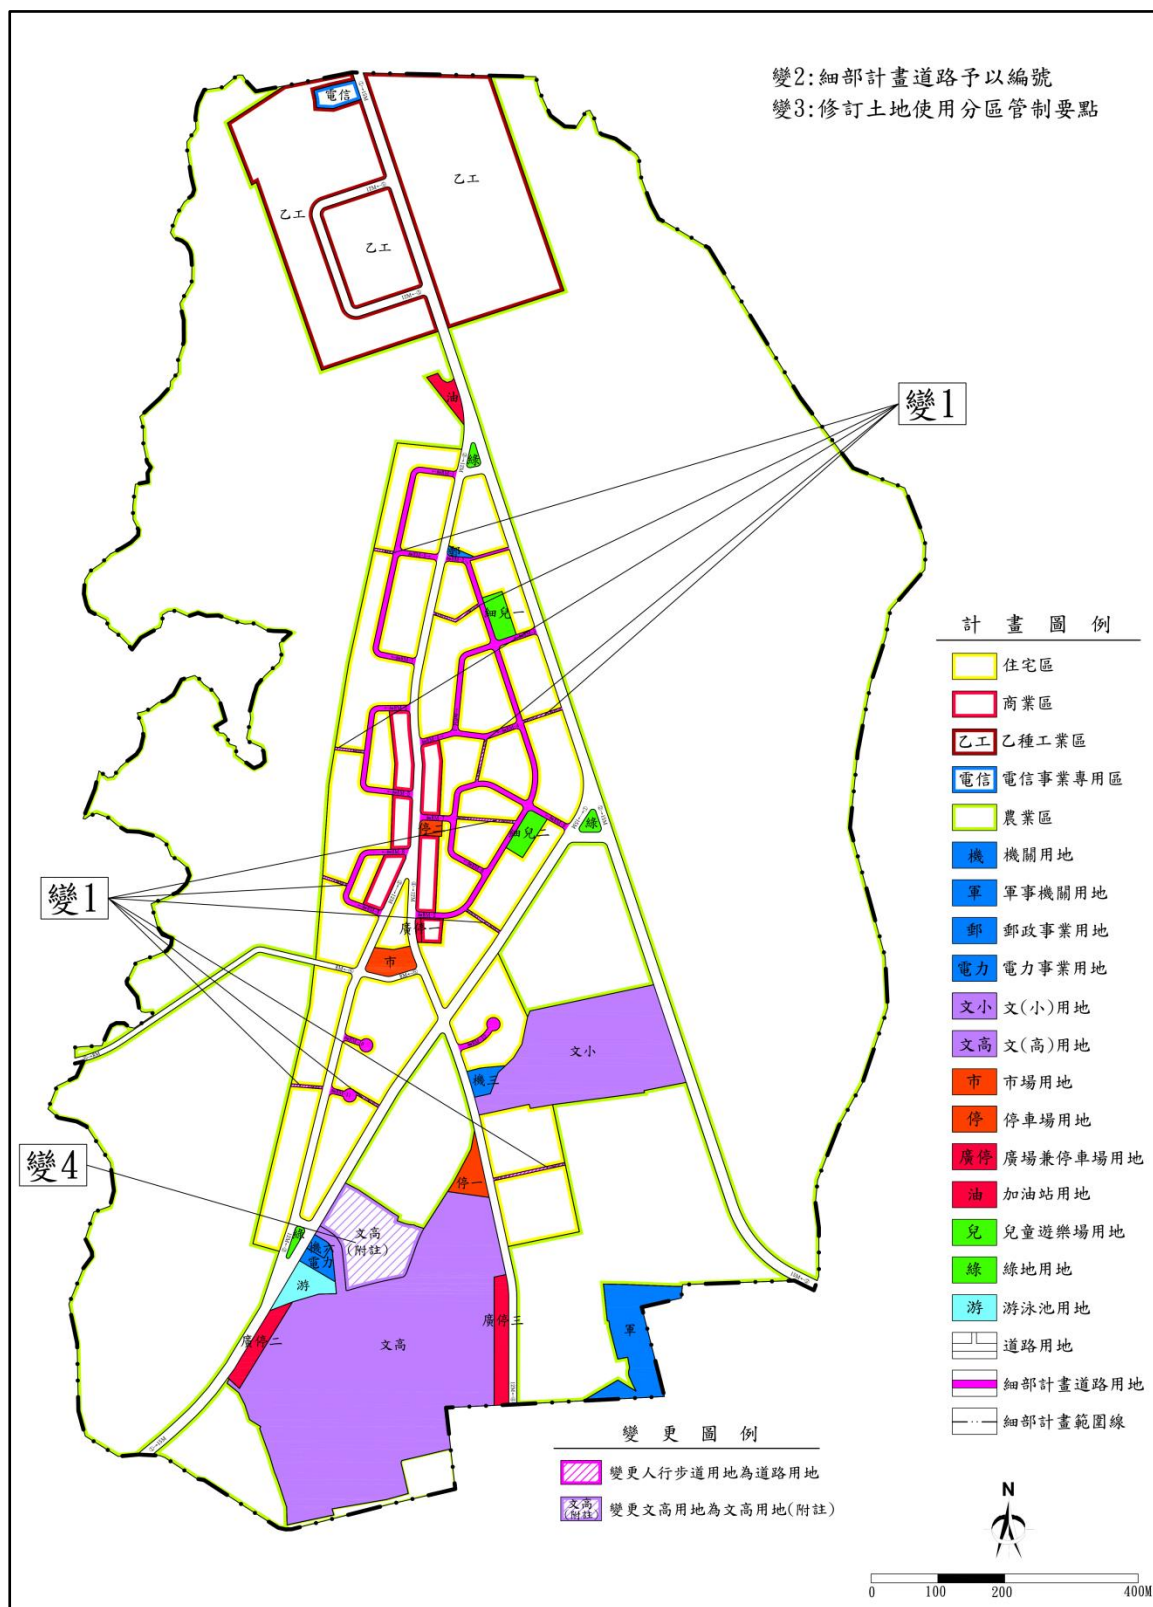 變2:細部計畫道路予以編號
變3:修訂土地使用分區管制要點
電信
乙工
乙工
乙工
油
變1
綠
郵
細兒一
停二
細兒二
綠
變1
廣停一
市
文小
機三
變4
停一
綠
文高
(附註)
機六
電力
游
廣停二
文高
廣停三
軍
計畫圖例
住宅區
商業區
乙工 乙種工業區
電信 電信事業專用區
農業區
機 機關用地
軍 軍事機關用地
郵 郵政事業用地
電力 電力事業用地
文小 文(小)用地
文高 文(高)用地
市 市場用地
停 停車場用地
廣停 廣場兼停車場用地
油 加油站用地
兒 兒童遊樂場用地
綠 綠地用地
游 游泳池用地
道路用地
細部計畫道路用地
細部計畫範圍線
變更圖例
變更人行步道用地為道路用地
文高
(附註) 變更文高用地為文高用地(附註)
N
0 100 200 400M